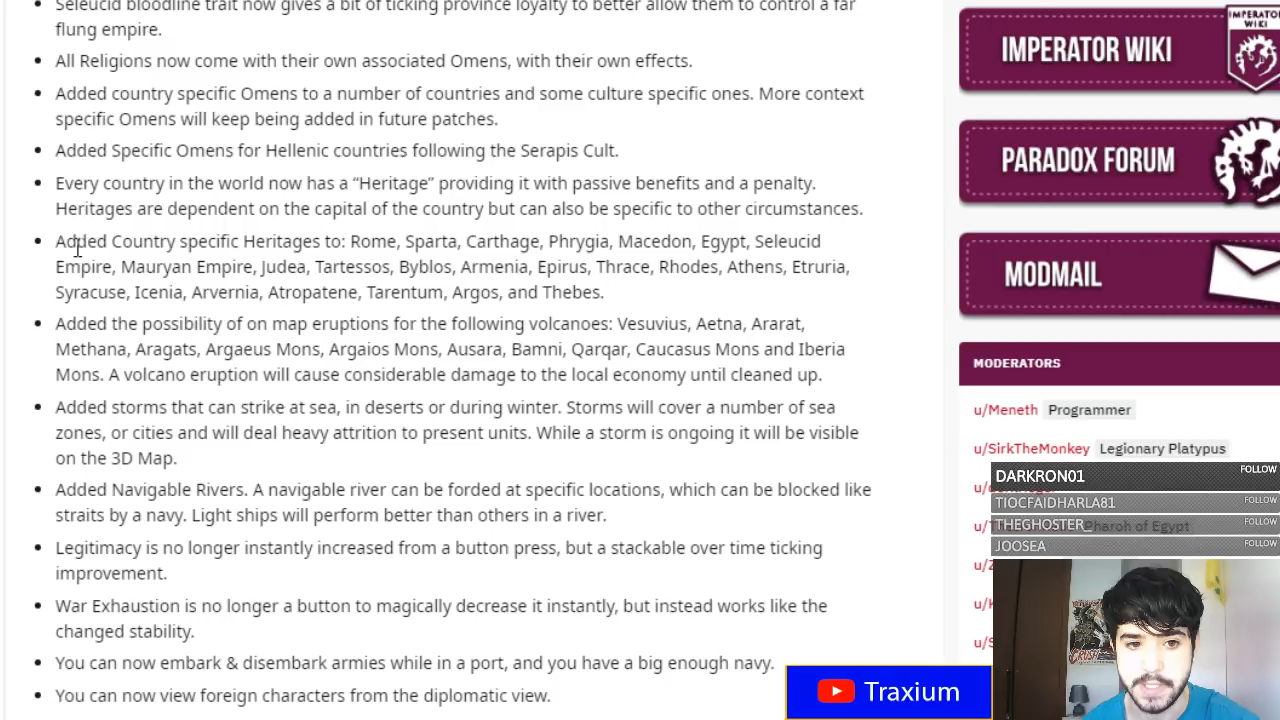 Seleucid bloodline trait now gives a bit of ticking province loyalty to better allow them to control a far
flung empire.
All Religions now come with their own associated Omens, with their own effects.
Added country specific Omens to a number of countries and some culture specific ones. More context
specific Omens will keep being added in future patches.
Added Specific Omens for Hellenic countries following the Serapis Cult.
Every country in the world now has a “Heritage” providing it with passive benefits and a penalty.
Heritages are dependent on the capital of the country but can also be specific to other circumstances.
Added Country specific Heritages to: Rome, Sparta, Carthage, Phrygia, Macedon, Egypt, Seleucid
Empire, Mauryan Empire, Judea, Tartessos, Byblos, Armenia, Epirus, Thrace, Rhodes, Athens, Etruria,
Syracuse, Icenia, Arvernia, Atropatene, Tarentum, Argos, and Thebes.
Added the possibility of on map eruptions for the following volcanoes: Vesuvius, Aetna, Ararat,
Methana, Aragats, Argaeus Mons, Argaios Mons, Ausara, Bamni, Qarqar, Caucasus Mons and Iberia
Mons. A volcano eruption will cause considerable damage to the local economy until cleaned up.
Added storms that can strike at sea, in deserts or during winter. Storms will cover a number of sea
zones, or cities and will deal heavy attrition to present units. While a storm is ongoing it will be visible
on the 3D Map.
Added Navigable Rivers. A navigable river can be forded at specific locations, which can be blocked like
straits by a navy. Light ships will perform better than others in a river.
Legitimacy is no longer instantly increased from a button press, but a stackable over time ticking
improvement.
War Exhaustion is no longer a button to magically decrease it instantly, but instead works like the
changed stability.
You can now embark & disembark armies while in a port, and you have a big enough navy.
You can now view foreign characters from the diplomatic view.
IMPERATOR WIKI
IMPERATOR
WIKI
PARADOX FORUM
MODMAIL
MODERATORS
u/Meneth Programmer
u/SirkTheMonkey Legionary Platypus
DARKRON01 FOLLOW
TIOCFAIDHARLA81 FOLLOW
THEGHOSTER_ FOLLOW
Pharoh of Egypt
JOOSEA FOLLOW
Traxium